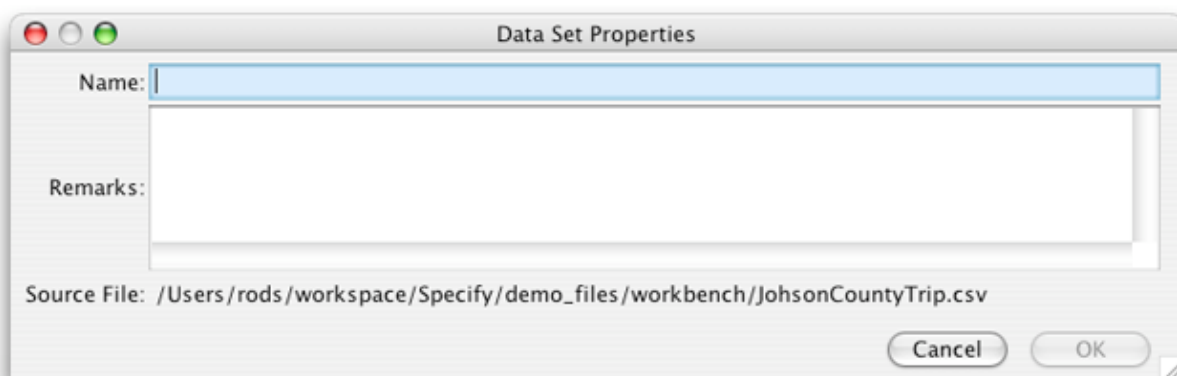 Data Set Properties
Name:
Remarks:
Source File: /Users/rods/workspace/Specify/demo_files/workbench/JohsonCountyTrip.csv
Cancel OK